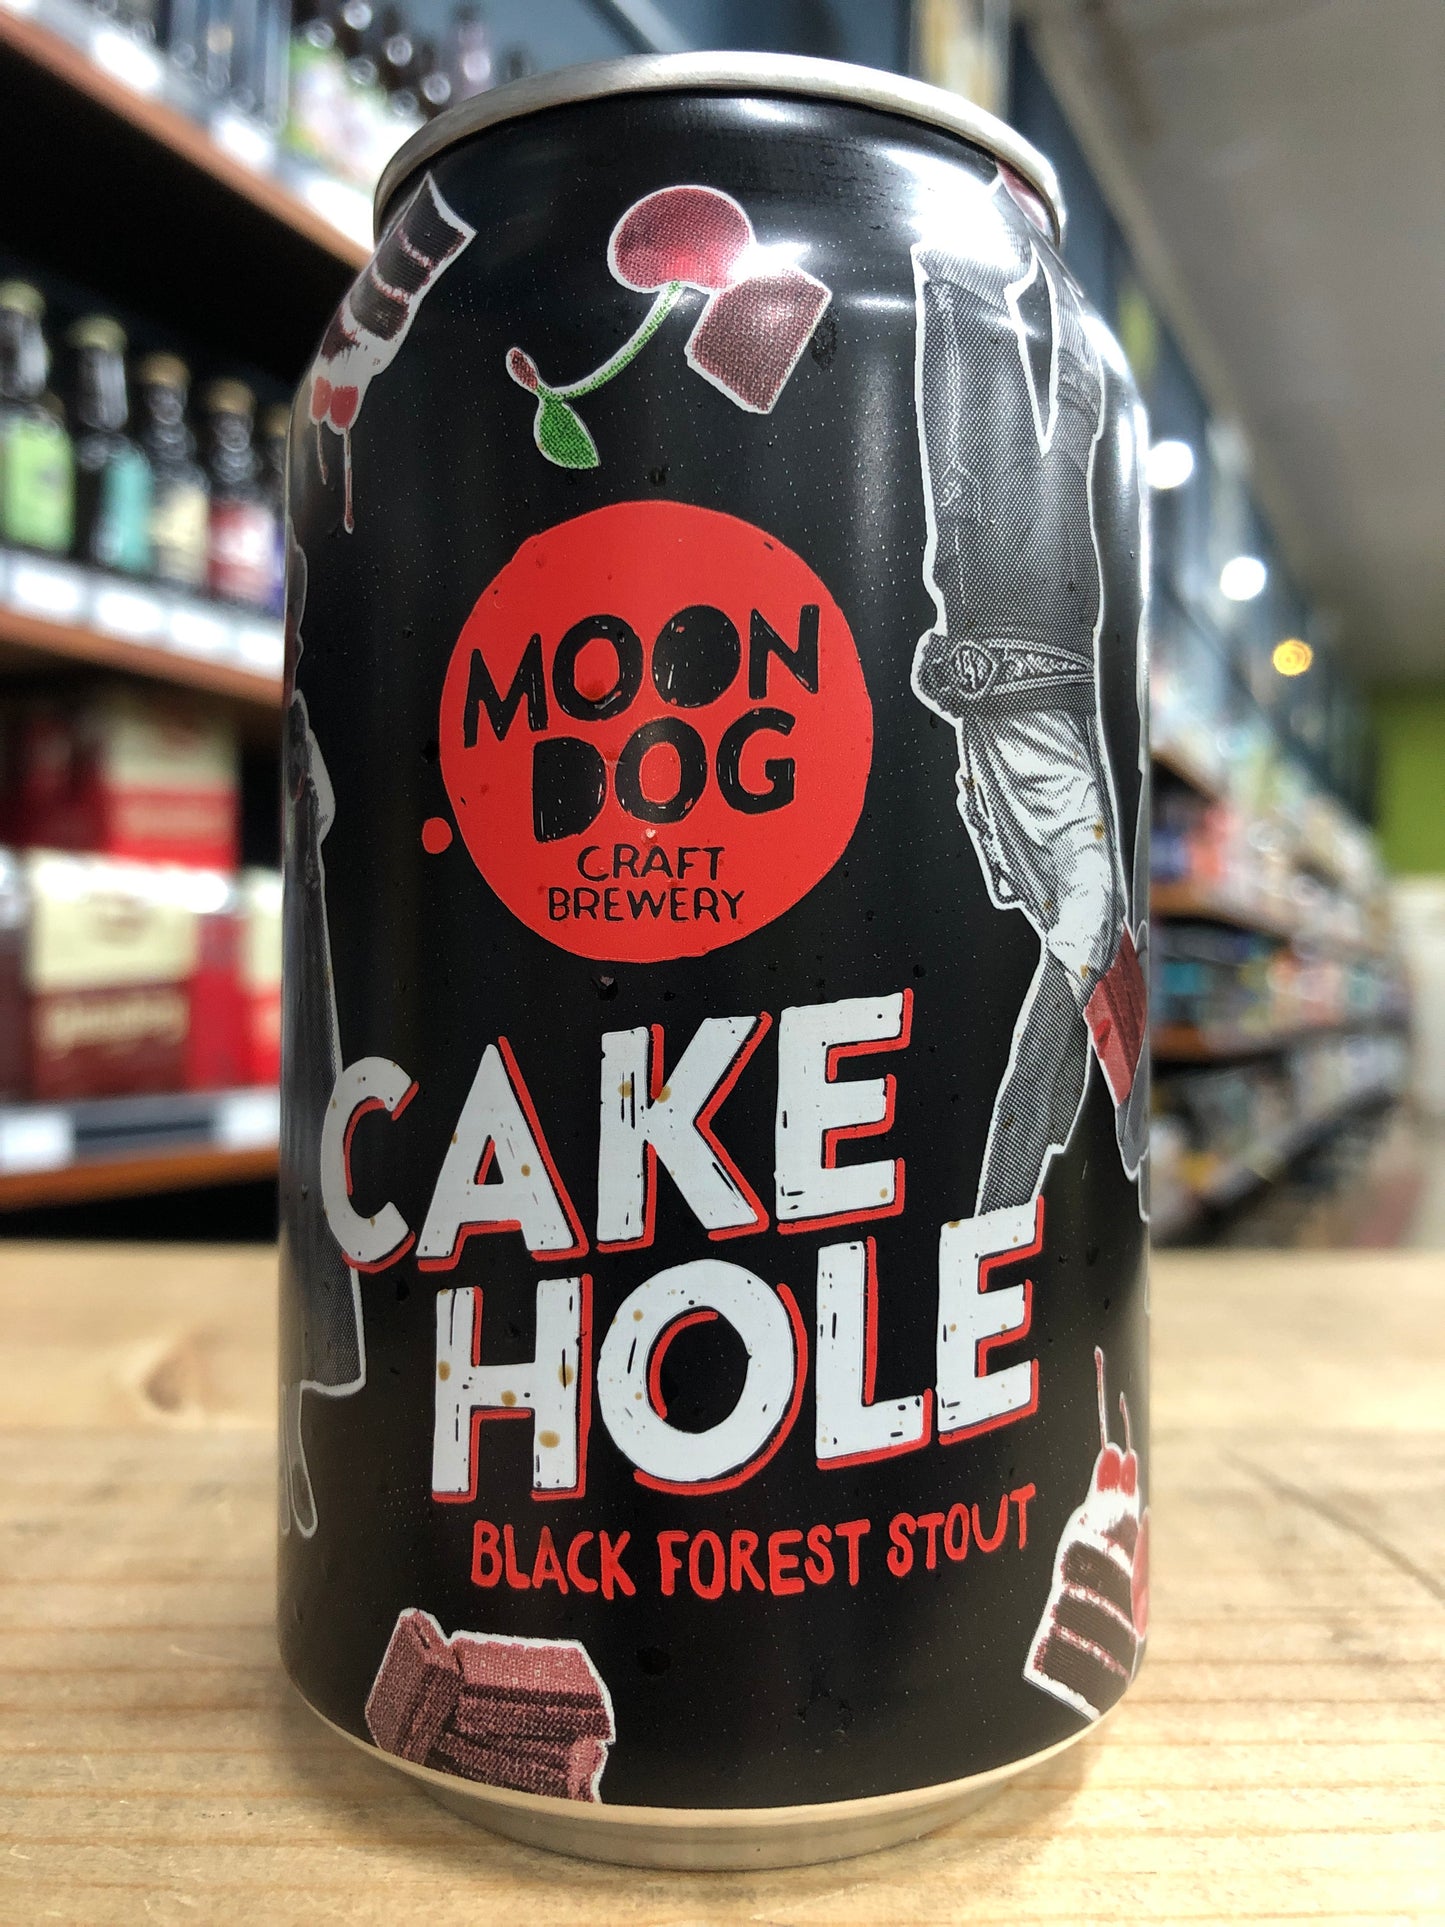 MOON
DOG
CRAFT
BREWERY
CAKE
HOLE
BLACK FOREST STOUT